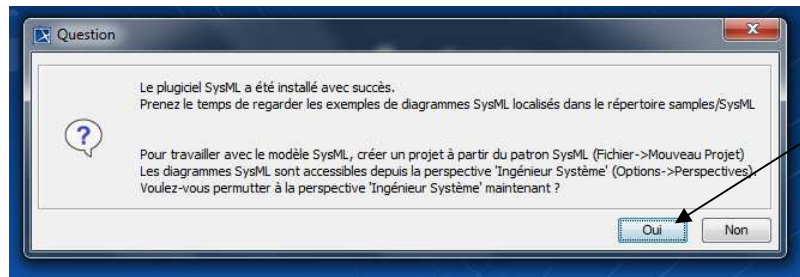 Question
Le plugiciel SysML a été installé avec succès.
Prenez le temps de regarder les exemples de diagrammes SysML localisés dans le répertoire samples/SysML
Pour travailler avec le modèle SysML, créer un projet à partir du patron SysML (Fichier->Mouveau Projet)
Les diagrammes SysML sont accessibles depuis la perspective 'Ingénieur Système' (Options->Perspectives).
Voulez-vous permutter à la perspective 'Ingénieur Système' maintenant ?
Oui
Non